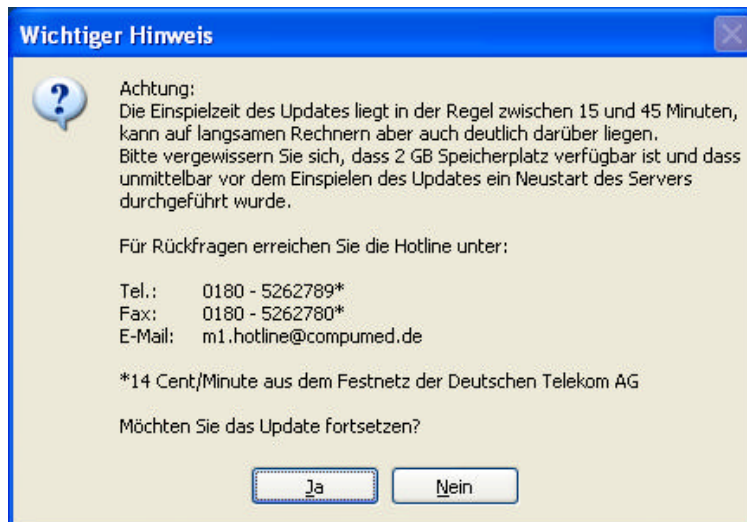 Wichtiger Hinweis
Achtung:
Die Einspielzeit des Updates liegt in der Regel zwischen 15 und 45 Minuten,
kann auf langsamen Rechnern aber auch deutlich darüber liegen.
Bitte vergewissern Sie sich, dass 2 GB Speicherplatz verfügbar ist und dass
unmittelbar vor dem Einspielen des Updates ein Neustart des Servers
durchgeführt wurde.
Für Rückfragen erreichen Sie die Hotline unter:
Tel.: 0180 - 5262789*
Fax: 0180 - 5262780*
E-Mail: m1.hotline@compumed.de
*14 Cent/Minute aus dem Festnetz der Deutschen Telekom AG
Möchten Sie das Update fortsetzen?
Ja Nein